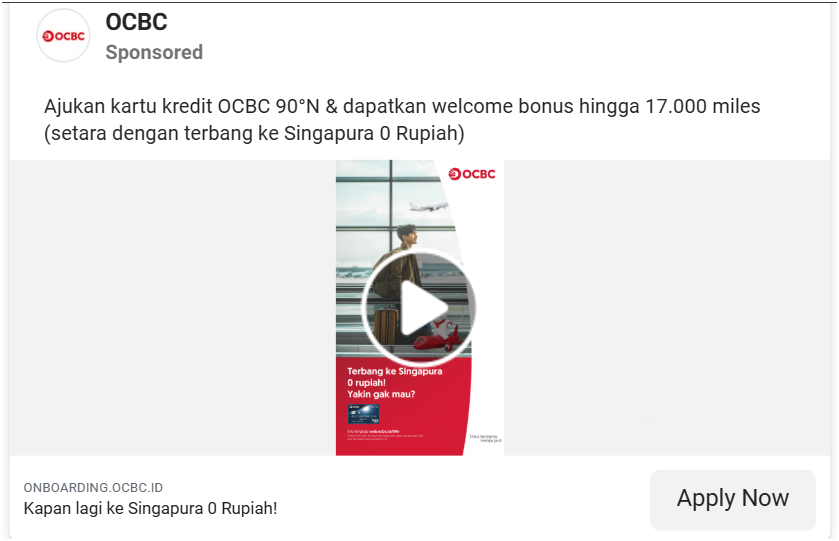 OCBC
OCBC
Sponsored
Ajukan kartu kredit OCBC 90°N & dapatkan welcome bonus hingga 17.000 miles
(setara dengan terbang ke Singapura 0 Rupiah)
OCBC
Terbang ke Singapura
0 rupiah!
Yakin gak mau?
ONBOARDING.OCBC.ID
Kapan lagi ke Singapura 0 Rupiah!
Apply Now